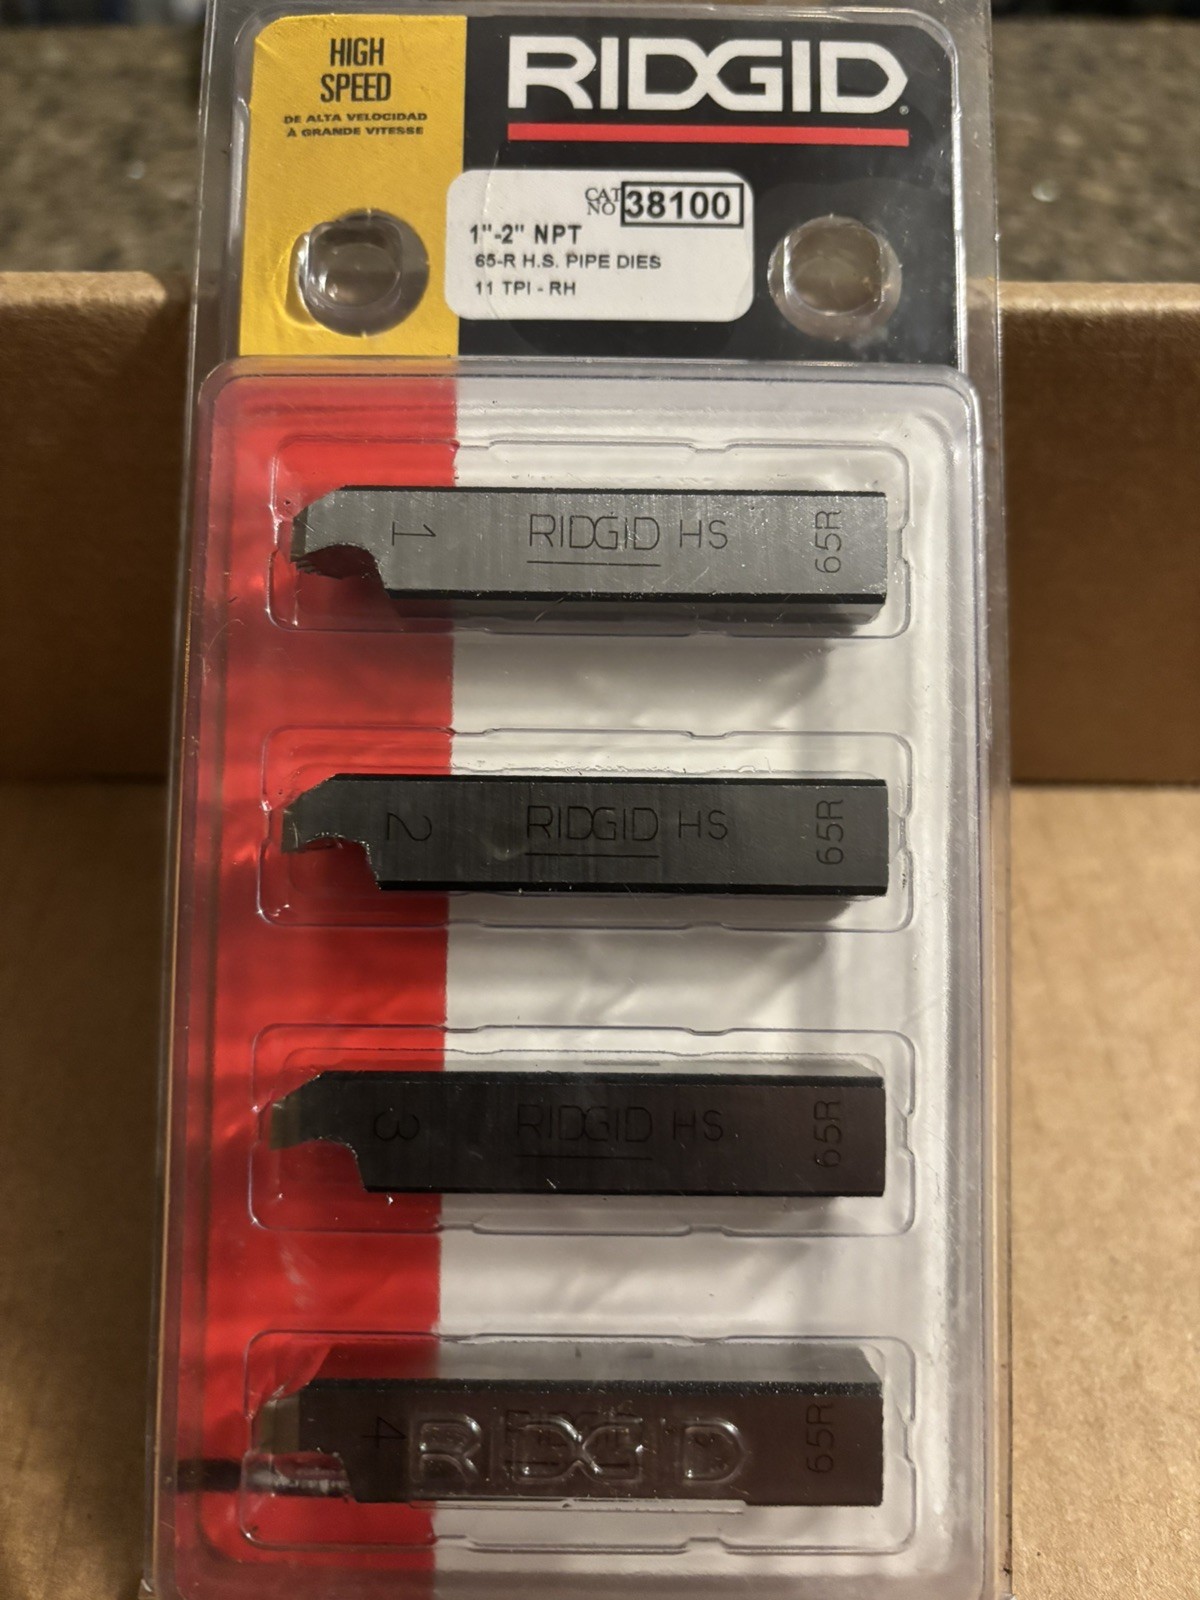 HIGH
SPEED
DE ALTA VELOCIDAD
À GRANDE VITESSE
RIDGID®
CAT NO 38100
1"-2" NPT
65-R H.S. PIPE DIES
11 TPI - RH
1 RIDGID HS 65R
2 RIDGID HS 65R
3 RIDGID HS 65R
4 RIDGID 65R